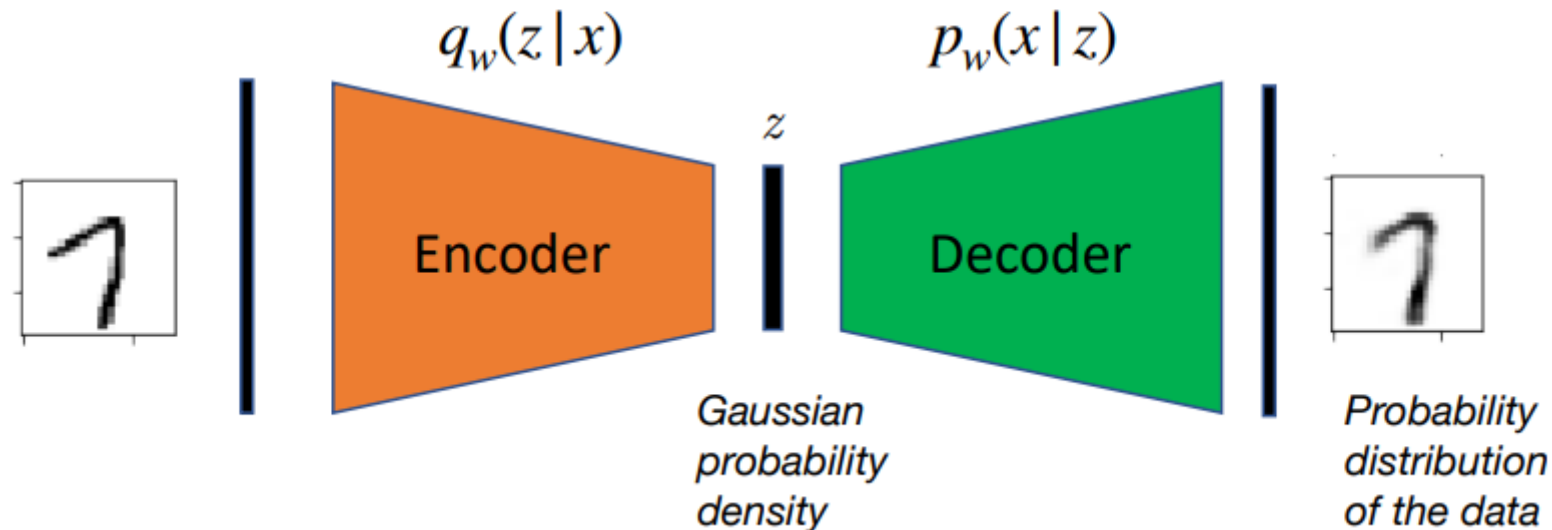 q_w(z|x)
p_w(x|z)
z
Encoder
Decoder
Gaussian
probability
density
Probability
distribution
of the data